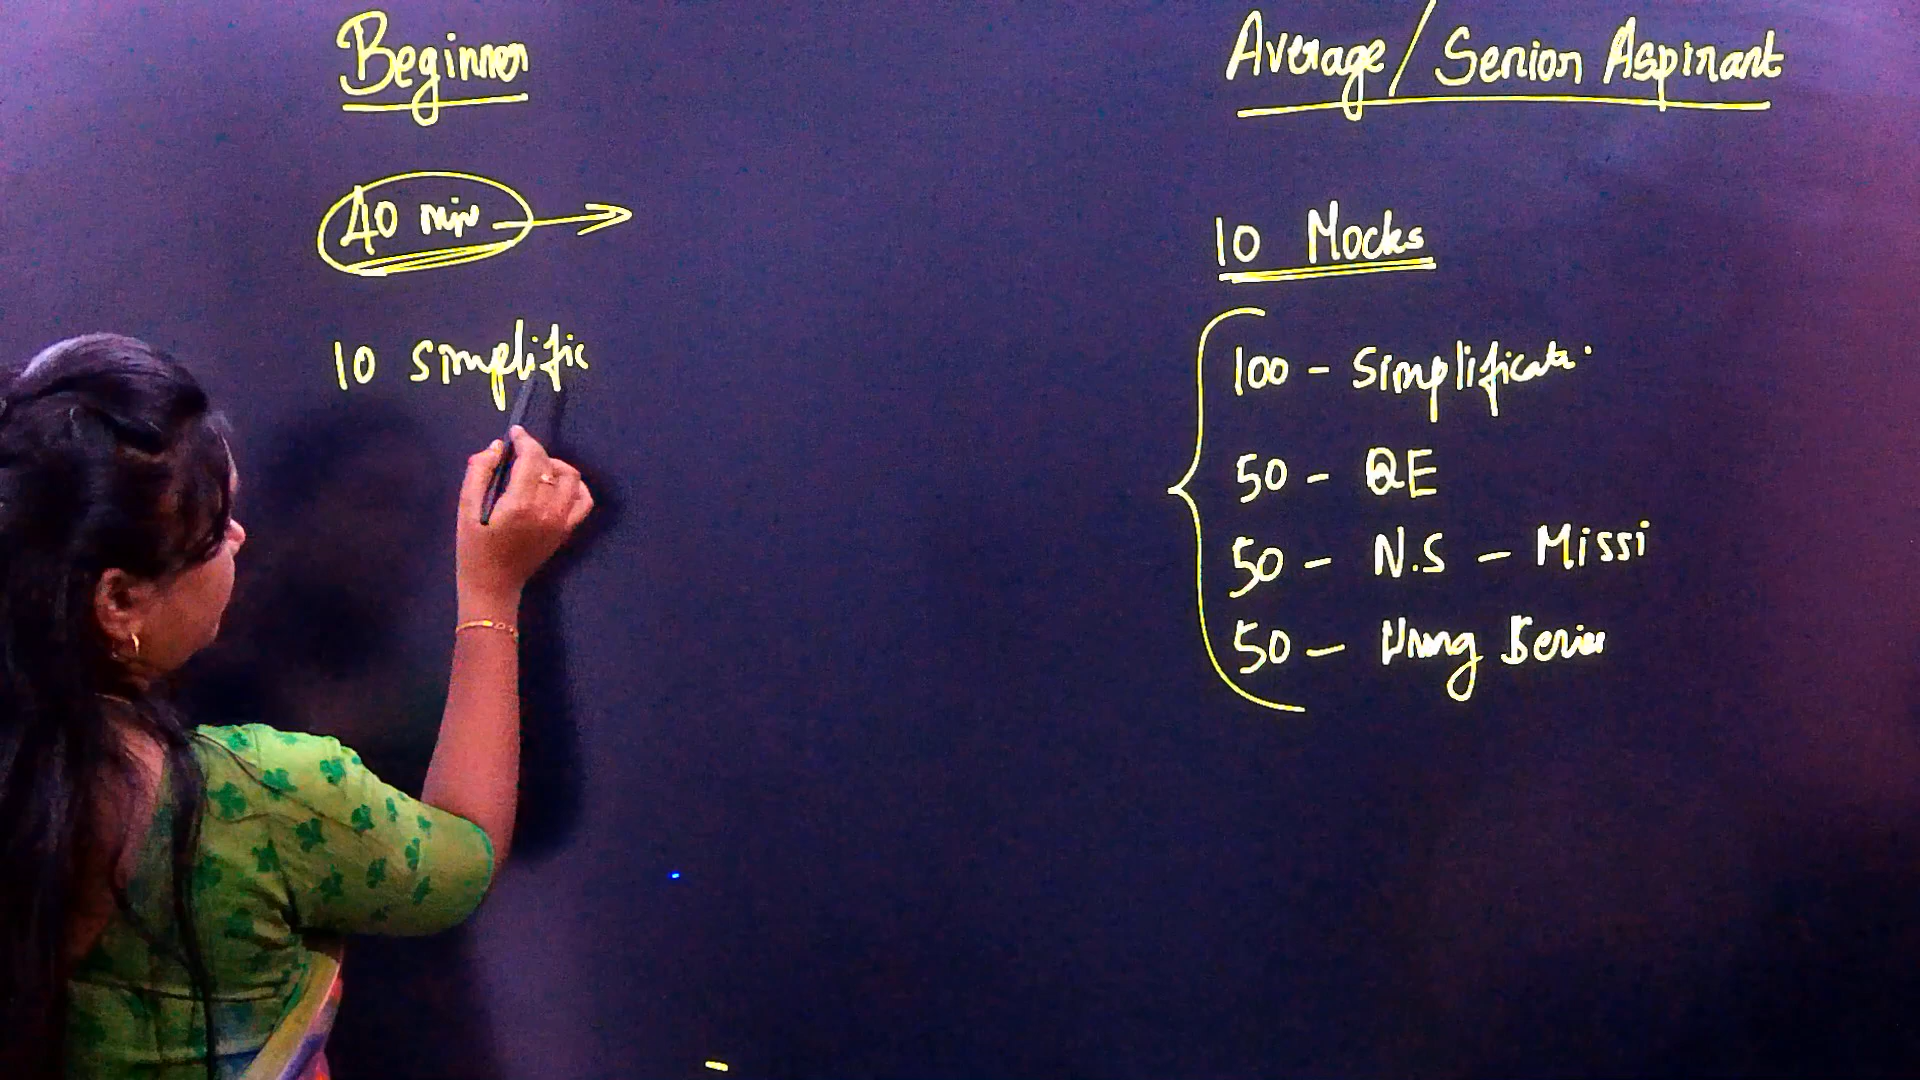 Beginner
40 min
10 simplific
Average / Senior Aspirant
10 Mocks
100 - Simplificati.
50 - QE
50 - N.S - Missi
50 - Wrong Series